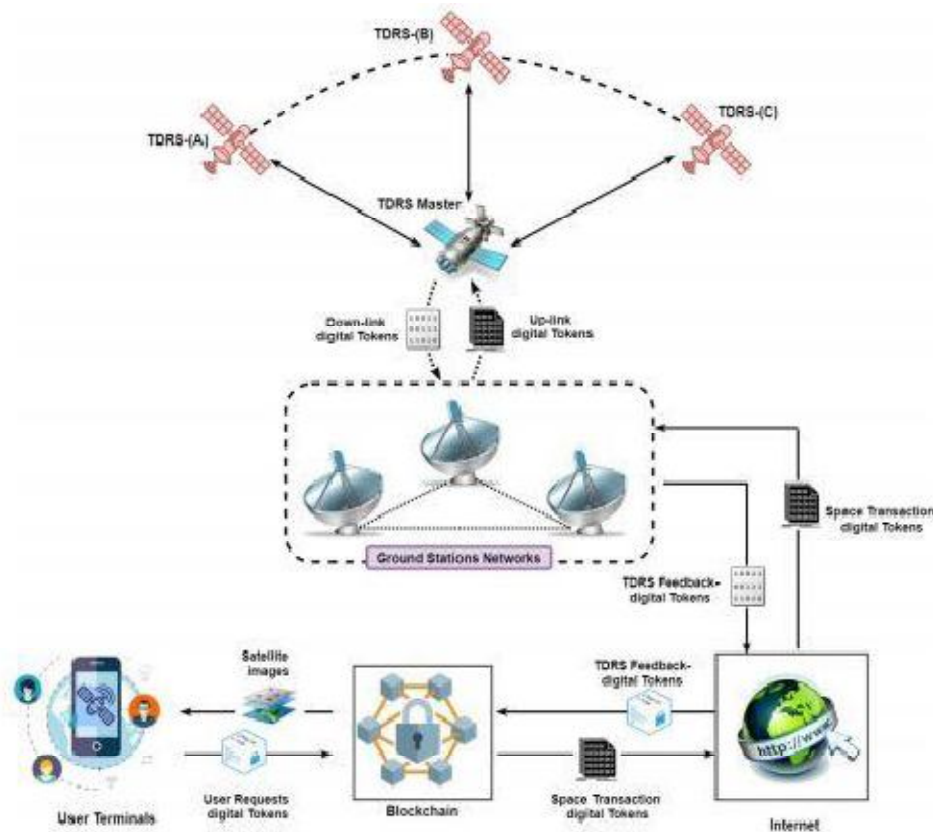 TDRS-(B)
TDRS-(A)
TDRS-(C)
TDRS Master
Down-link
digital Tokens
Up-link
digital Tokens
Space Transaction
digital Tokens
Ground Stations Networks
TDRS Feedback-
digital Tokens
Satellite
images
TDRS Feedback-
digital Tokens
http://www.
User Requests
digital Tokens
Blockchain
Space Transaction
digital Tokens
User Terminals
Internet